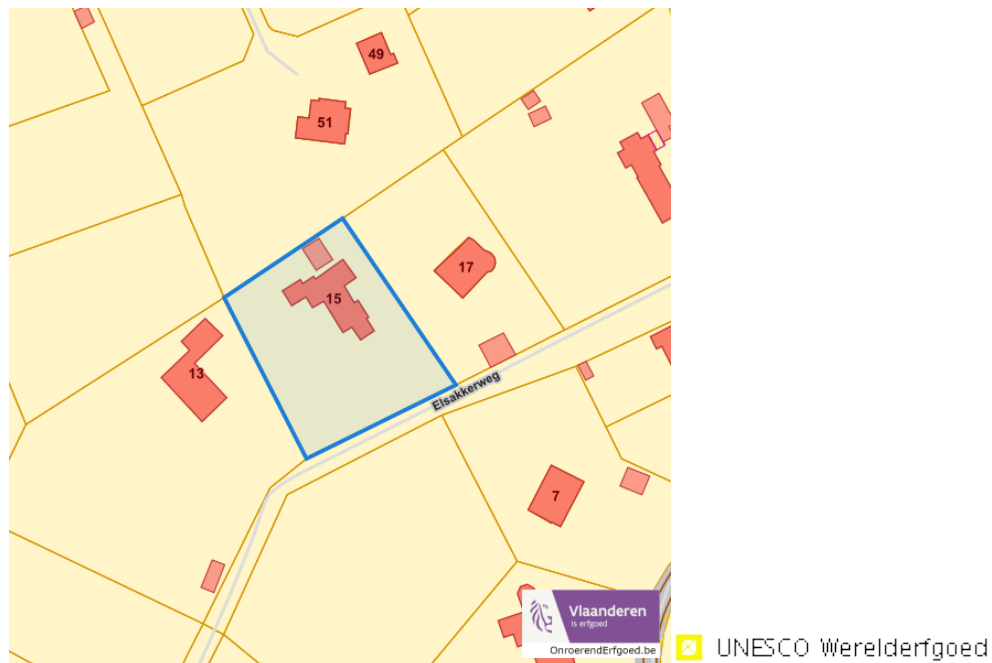 49
51
17
15
13
Elsakkerweg
7
Vlaanderen
is erfgoed
OnroerendErfgoed.be
UNESCO Werelderfgoed